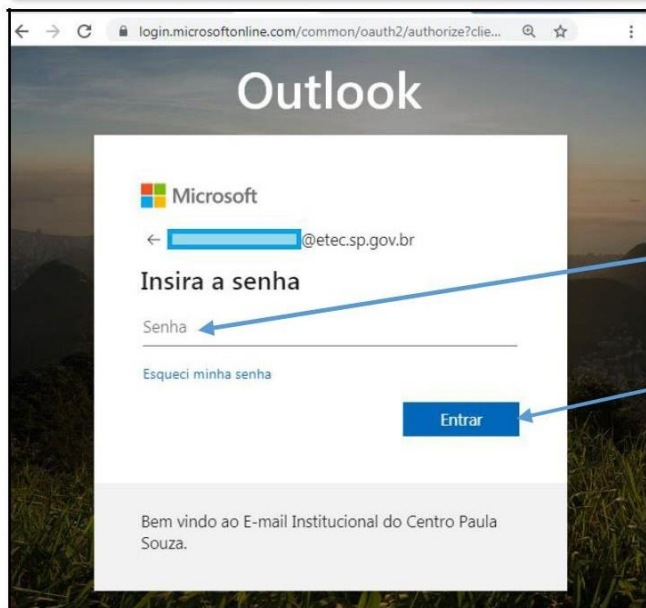 login.microsoftonline.com/common/oauth2/authorize?clie...
Outlook
Microsoft
@etec.sp.gov.br
Insira a senha
Senha
Esqueci minha senha
Entrar
Bem vindo ao E-mail Institucional do Centro Paula
Souza.